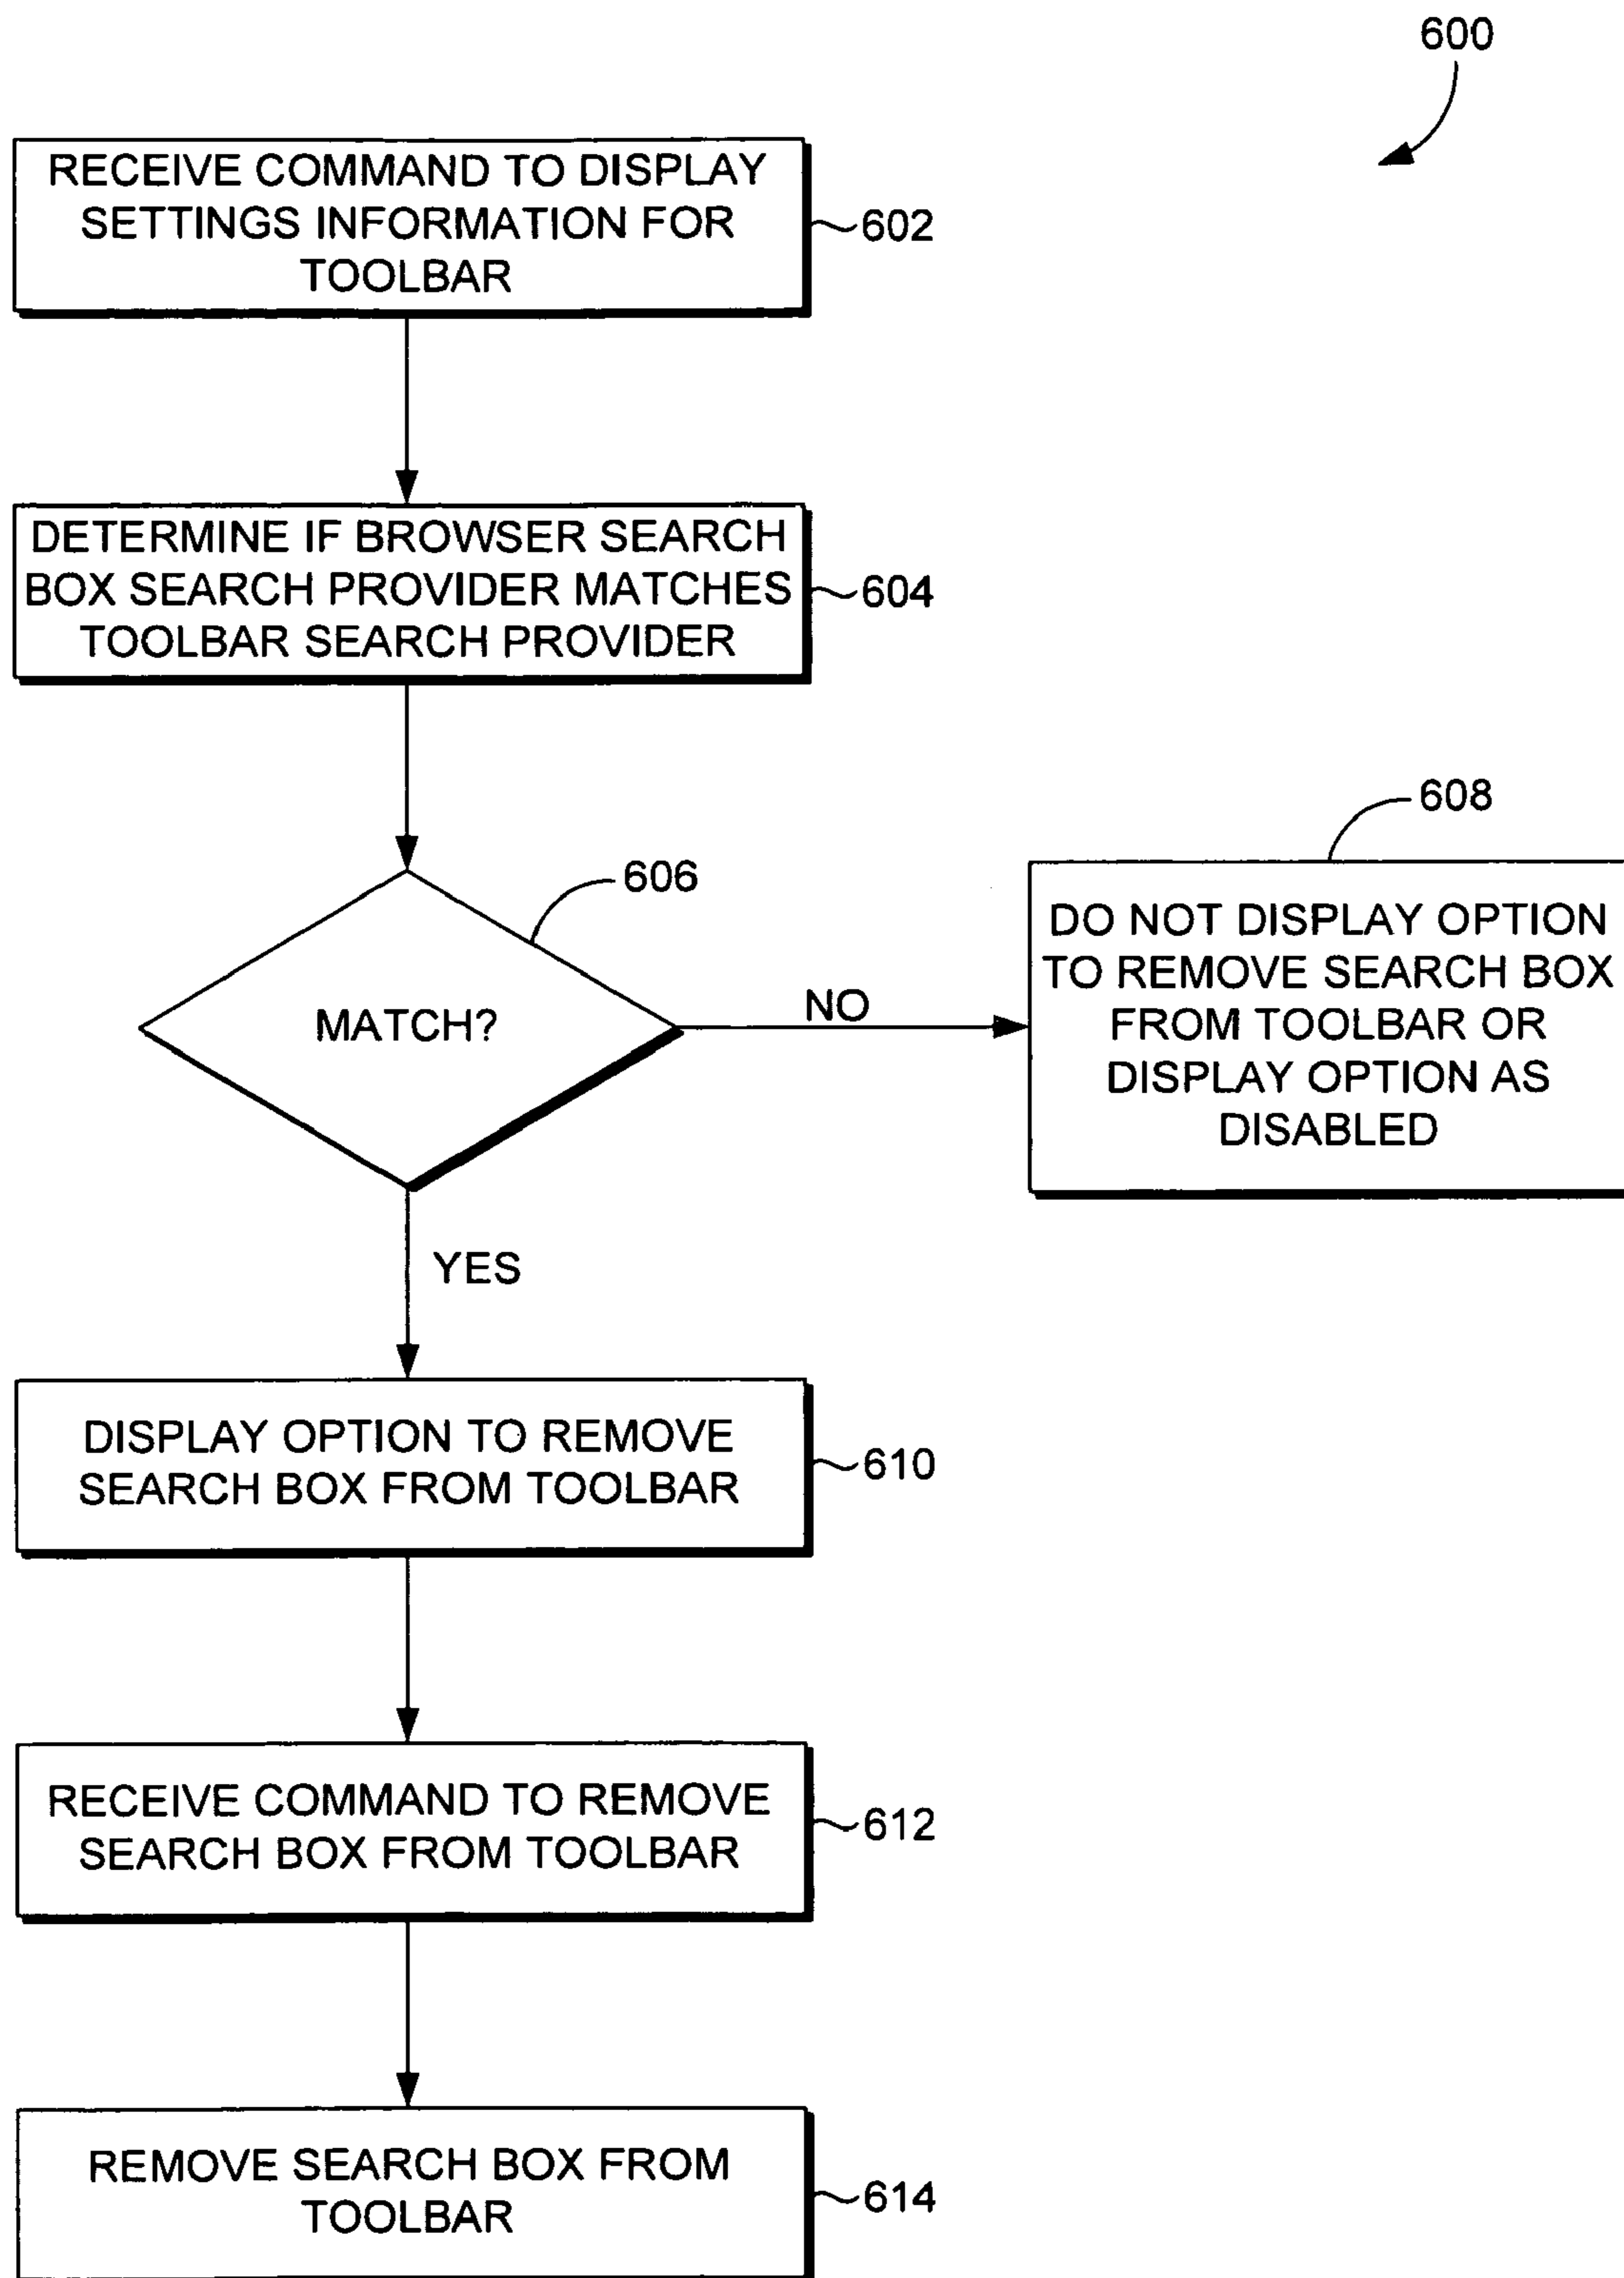 600
RECEIVE COMMAND TO DISPLAY
SETTINGS INFORMATION FOR
TOOLBAR
602
DETERMINE IF BROWSER SEARCH
BOX SEARCH PROVIDER MATCHES
TOOLBAR SEARCH PROVIDER
604
606
MATCH?
NO
608
DO NOT DISPLAY OPTION
TO REMOVE SEARCH BOX
FROM TOOLBAR OR
DISPLAY OPTION AS
DISABLED
YES
DISPLAY OPTION TO REMOVE
SEARCH BOX FROM TOOLBAR
610
RECEIVE COMMAND TO REMOVE
SEARCH BOX FROM TOOLBAR
612
REMOVE SEARCH BOX FROM
TOOLBAR
614